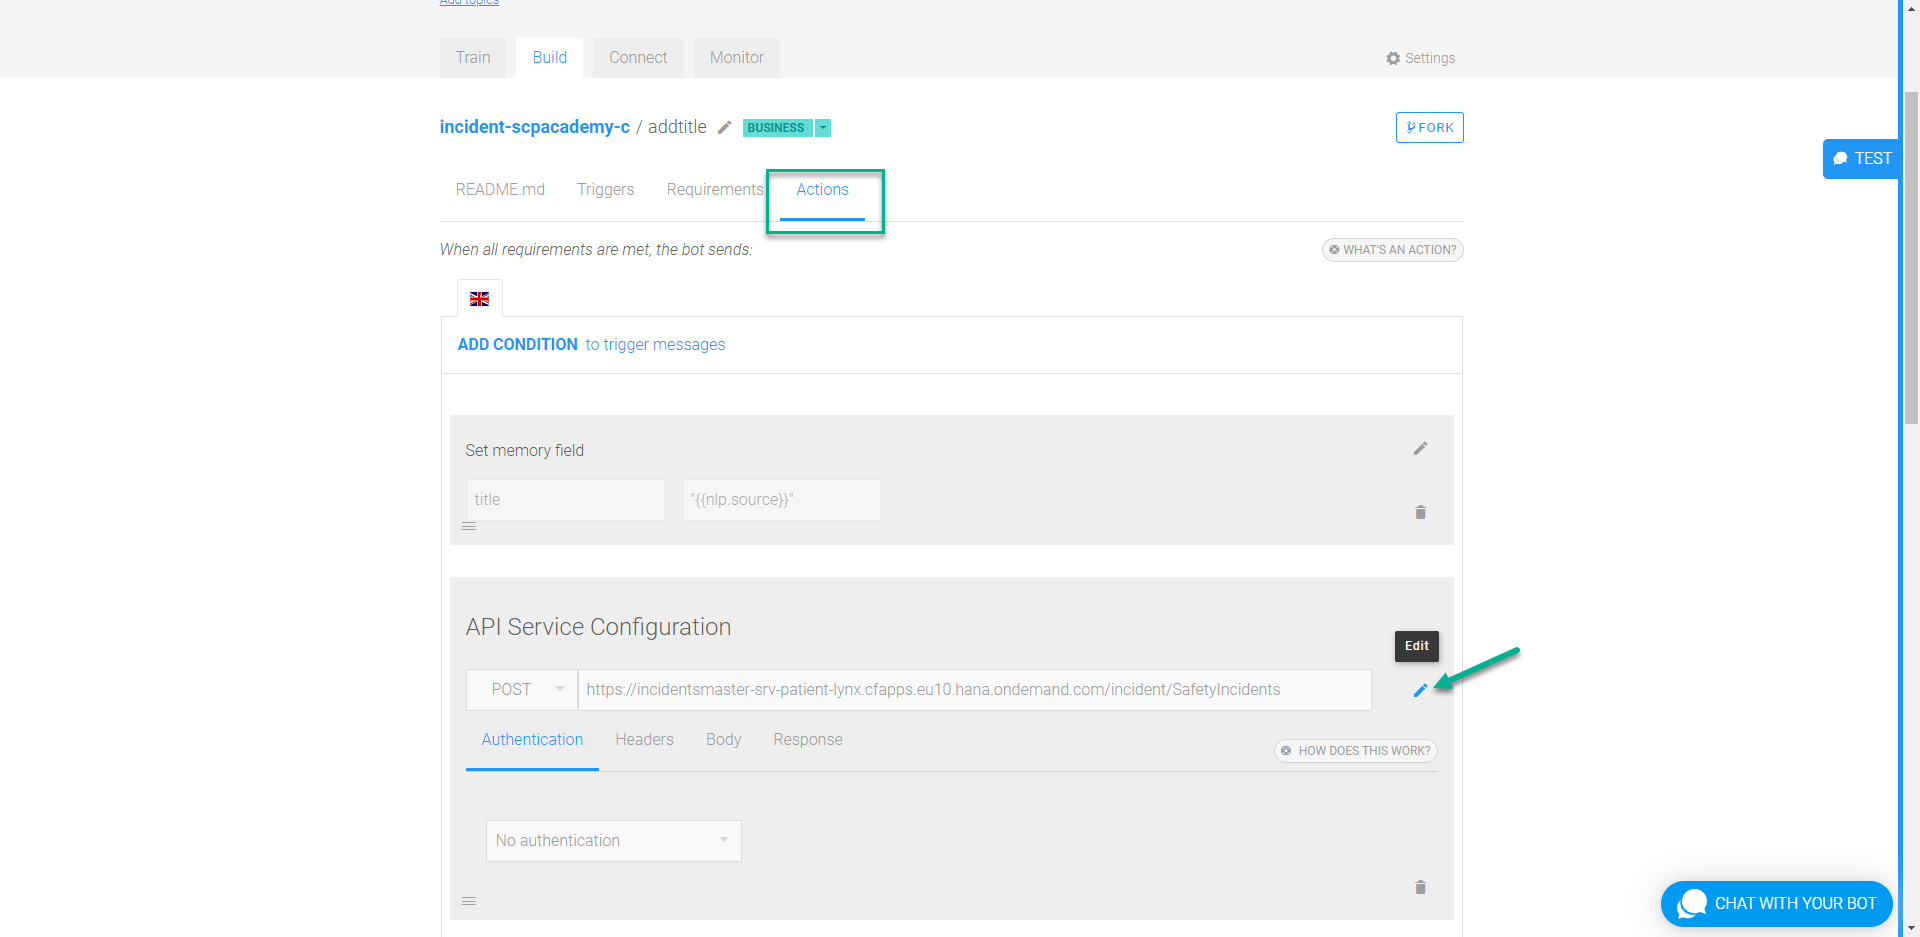 Add topics
Train Build Connect Monitor Settings
incident-scpacademy-c / addtitle BUSINESS FORK
TEST
README.md Triggers Requirements Actions
When all requirements are met, the bot sends: WHAT'S AN ACTION?
ADD CONDITION to trigger messages
Set memory field
title "{{nlp.source}}"
API Service Configuration
Edit
POST https://incidentsmaster-srv-patient-lynx.cfapps.eu10.hana.ondemand.com/incident/SafetyIncidents
Authentication Headers Body Response
HOW DOES THIS WORK?
No authentication
CHAT WITH YOUR BOT